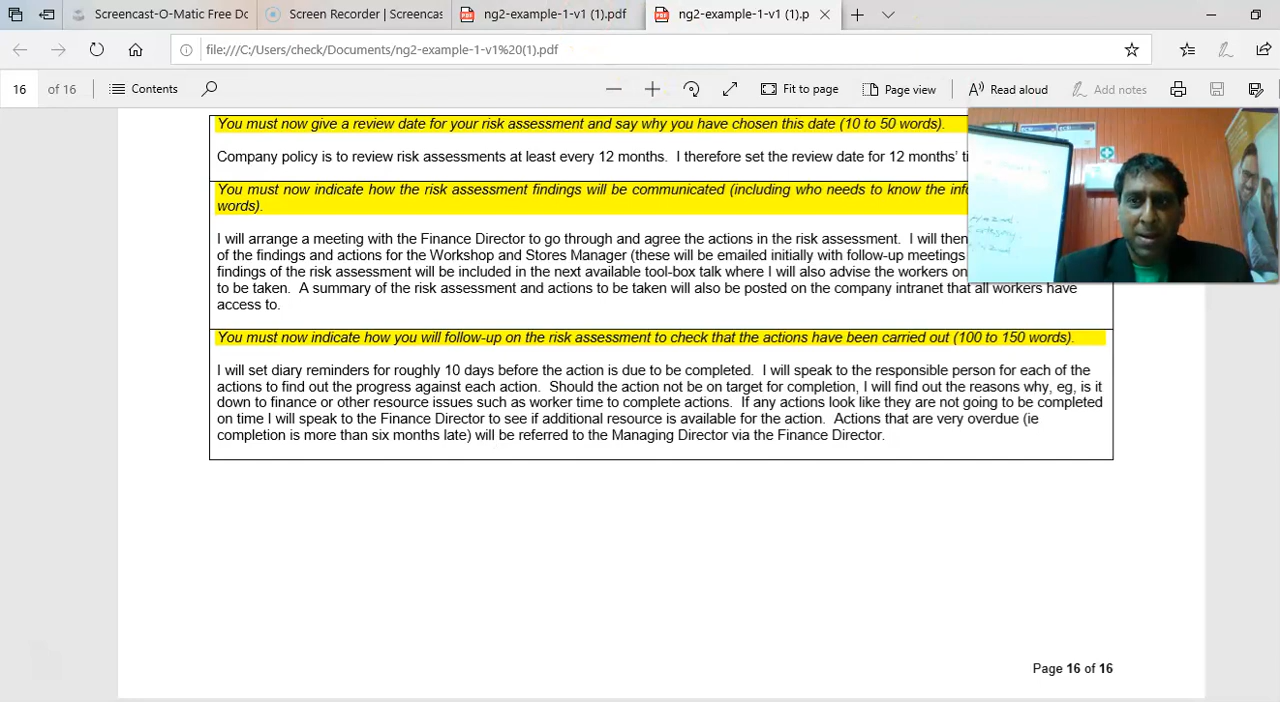 Screencast-O-Matic Free Do
Screen Recorder | Screencas
ng2-example-1-v1 (1).pdf
ng2-example-1-v1 (1).p
file:///C:/Users/check/Documents/ng2-example-1-v1%20(1).pdf
16 of 16
Contents
Fit to page
Page view
Read aloud
Add notes
You must now give a review date for your risk assessment and say why you have chosen this date (10 to 50 words).
Company policy is to review risk assessments at least every 12 months. I therefore set the review date for 12 months' ti
You must now indicate how the risk assessment findings will be communicated (including who needs to know the info
words).
I will arrange a meeting with the Finance Director to go through and agree the actions in the risk assessment. I will then
of the findings and actions for the Workshop and Stores Manager (these will be emailed initially with follow-up meetings
findings of the risk assessment will be included in the next available tool-box talk where I will also advise the workers on
to be taken. A summary of the risk assessment and actions to be taken will also be posted on the company intranet that all workers have
access to.
You must now indicate how you will follow-up on the risk assessment to check that the actions have been carried out (100 to 150 words).
I will set diary reminders for roughly 10 days before the action is due to be completed. I will speak to the responsible person for each of the
actions to find out the progress against each action. Should the action not be on target for completion, I will find out the reasons why, eg, is it
down to finance or other resource issues such as worker time to complete actions. If any actions look like they are not going to be completed
on time I will speak to the Finance Director to see if additional resource is available for the action. Actions that are very overdue (ie
completion is more than six months late) will be referred to the Managing Director via the Finance Director.
Page 16 of 16